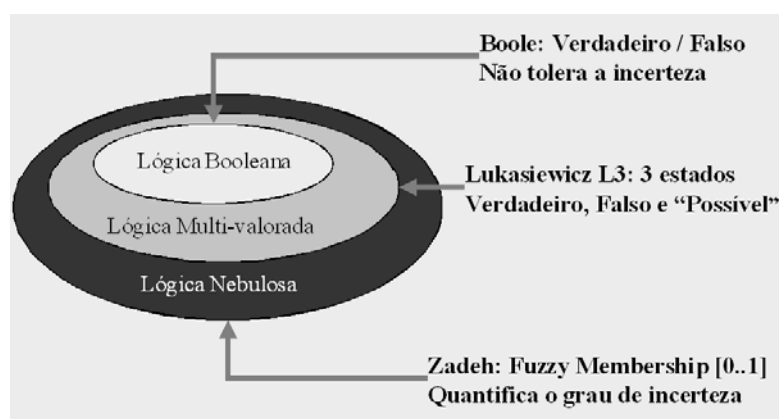 Boole: Verdadeiro / Falso
Não tolera a incerteza
Lógica Booleana
Lukasiewicz L3: 3 estados
Verdadeiro, Falso e “Possível”
Lógica Multi-valorada
Lógica Nebulosa
Zadeh: Fuzzy Membership [0..1]
Quantifica o grau de incerteza